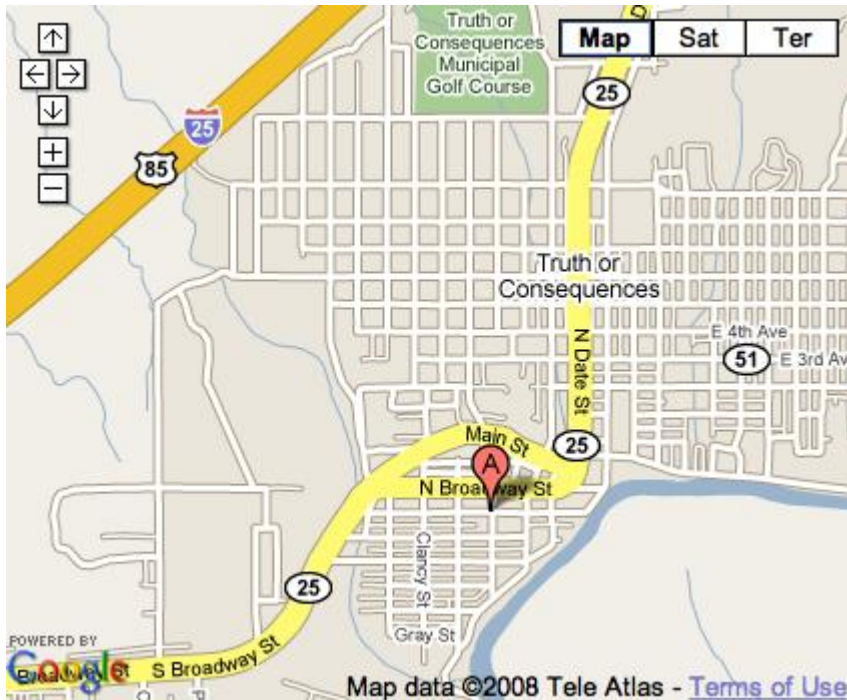 Truth or
Consequences
Municipal
Golf Course
Map
Sat
Ter
D
25
25
85
Truth or
Consequences
E 4th Ave
51
E 3rd Av
N Date St
Main St
25
A
N Broadway St
Clancy St
25
Gray St
POWERED BY
Google
Broadway St
S Broadway St
C
P
Map data ©2008 Tele Atlas - Terms of Use